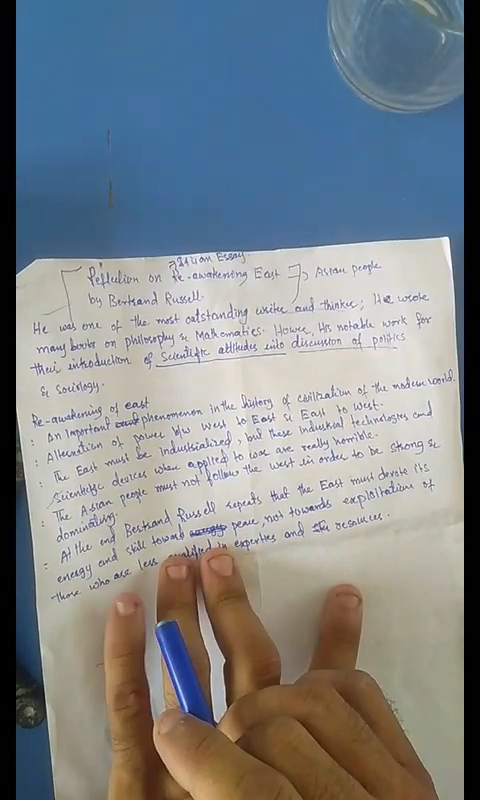 Essay.
Reflection on Re-awakening East } → Asian people
by Bertrand Russell.
He was one of the most outstanding writer and thinker; He wrote
many books on philosophy & Mathematics. Howe, His notable work for
their introduction of Scientific attitudes into discussion of politics
& sociology.
Re-awakening of east
: An Important phenomenon in the history of civilization of the modern world.
: Alteration of power b/w West to East & East to West.
: The East must be industrialized, but these Industrial technologies and
Scientific devices when applied to war are really horrible.
: The Asian people must not follow the west in order to be strong &
dominating.
: At the end Bertrand Russell repeats that the East must devote its
energy and skill toward peace, not towards exploitation of
those who are less qualified in experties and resources.